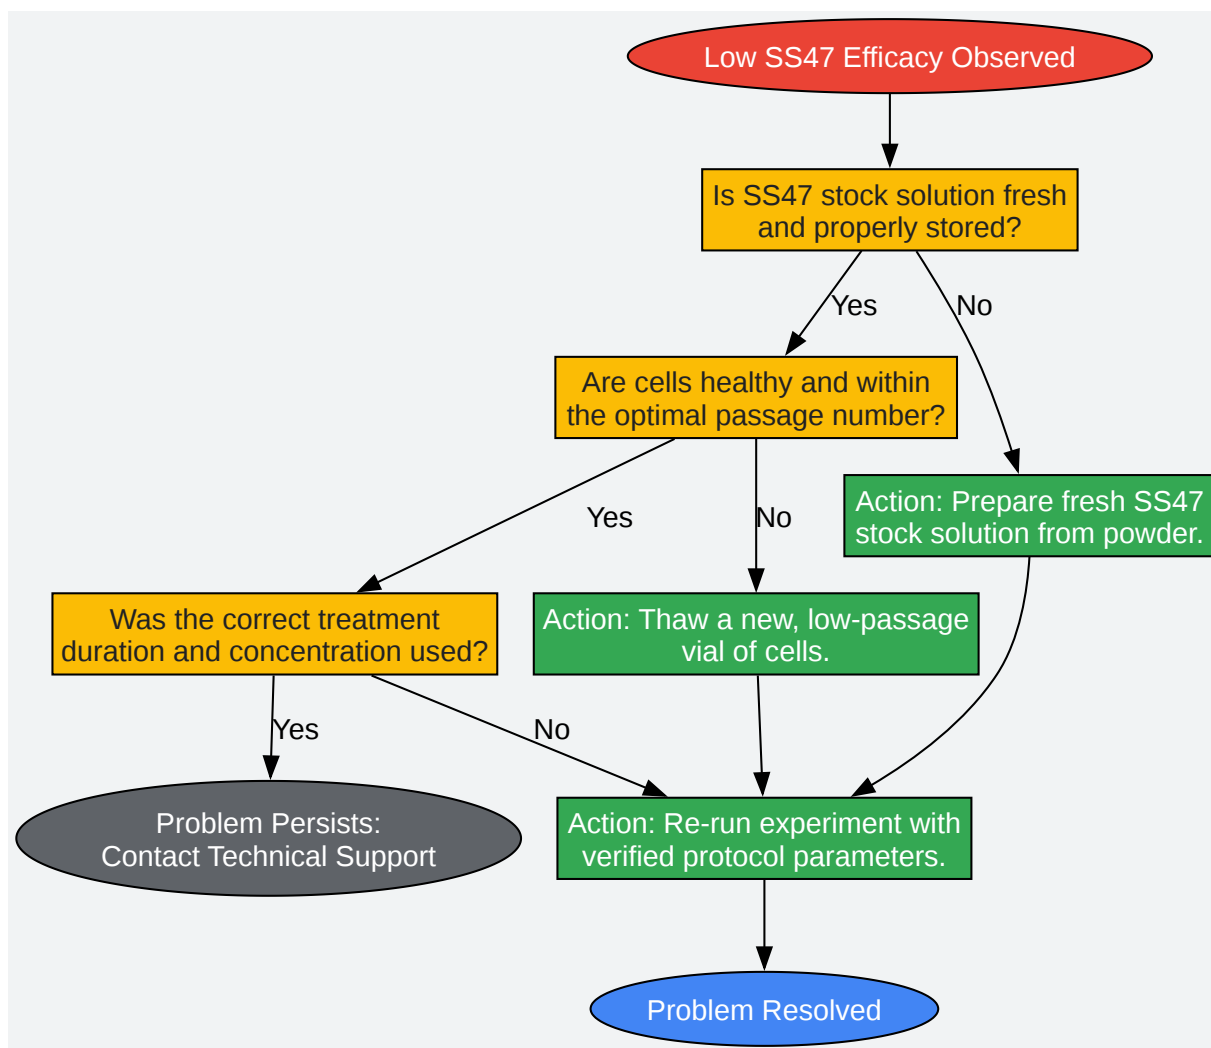 Low SS47 Efficacy Observed
Is SS47 stock solution fresh
and properly stored?
Yes
No
Are cells healthy and within
the optimal passage number?
Action: Prepare fresh SS47
stock solution from powder.
Yes
No
Was the correct treatment
duration and concentration used?
Action: Thaw a new, low-passage
vial of cells.
Yes
No
Problem Persists:
Contact Technical Support
Action: Re-run experiment with
verified protocol parameters.
Problem Resolved